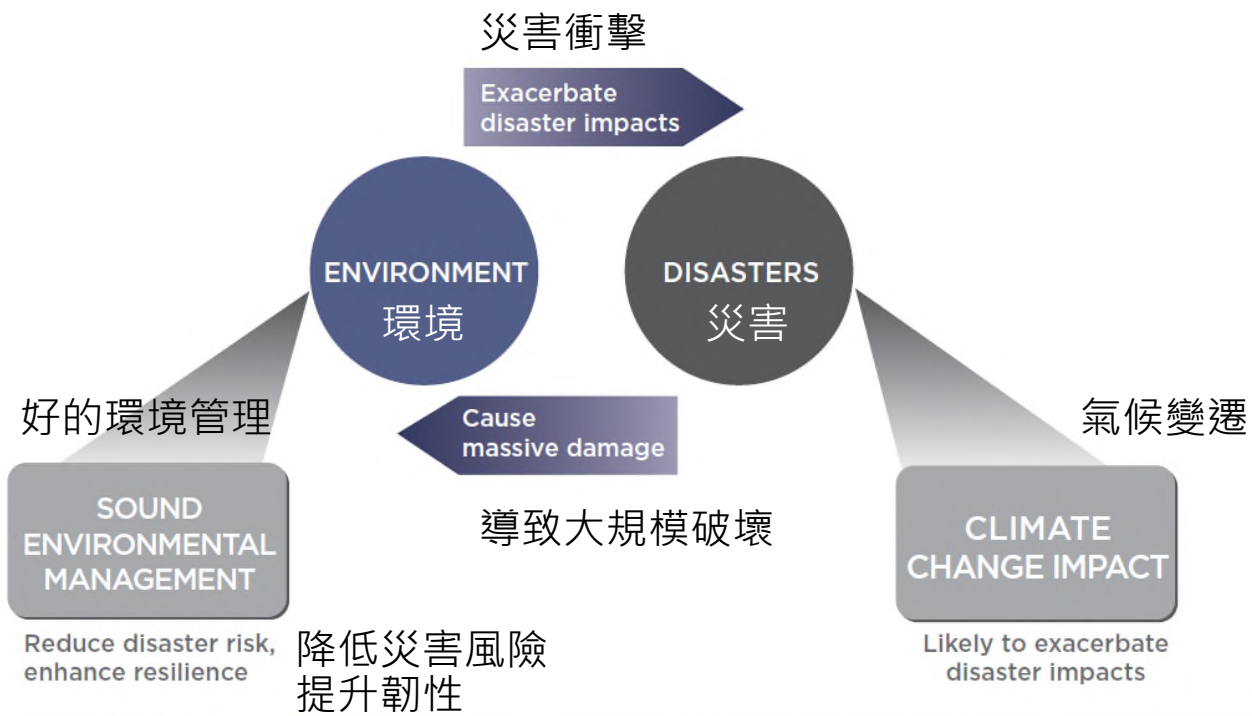 災害衝擊
Exacerbate
disaster impacts
ENVIRONMENT
環境
DISASTERS
災害
Cause
massive damage
導致大規模破壞
好的環境管理
SOUND
ENVIRONMENTAL
MANAGEMENT
Reduce disaster risk,
enhance resilience
降低災害風險
提升韌性
氣候變遷
CLIMATE
CHANGE IMPACT
Likely to exacerbate
disaster impacts